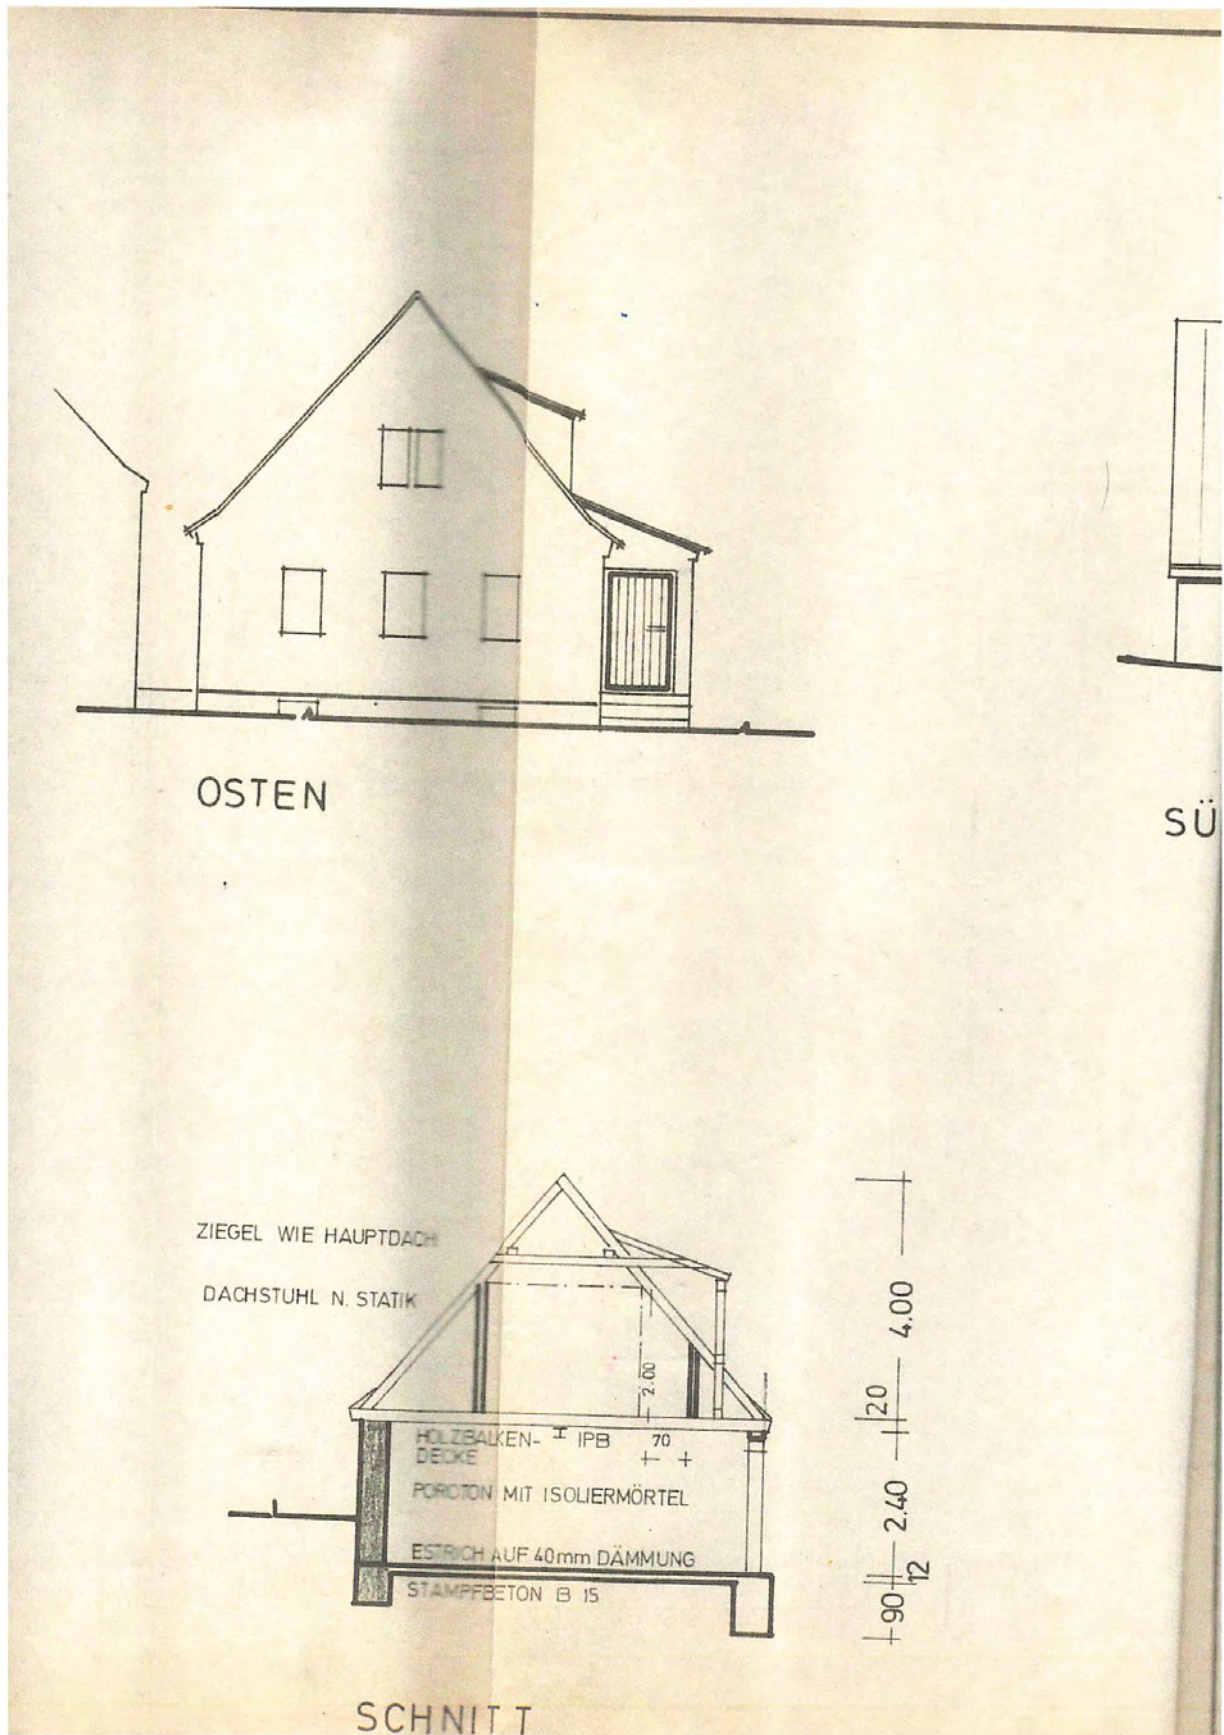 OSTEN
SÜ
ZIEGEL WIE HAUPTDACH
DACHSTUHL N. STATIK
4.00
2.00
20
HOLZBALKEN-
DECKE
IPB
70
POROTON MIT ISOLIERMÖRTEL
2.40
ESTRICH AUF 40mm DÄMMUNG
12
STAMPFBETON B 15
90
SCHNITT